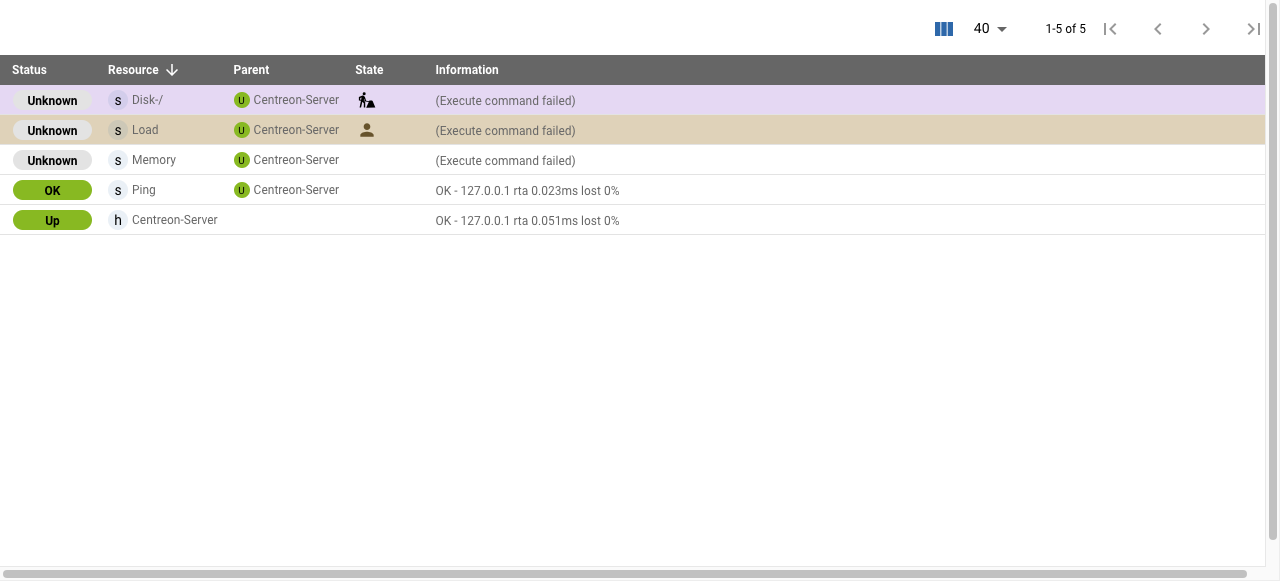 40 1-5 of 5
Status Resource Parent State Information
Unknown s Disk-/ U Centreon-Server (Execute command failed)
Unknown s Load U Centreon-Server (Execute command failed)
Unknown s Memory U Centreon-Server (Execute command failed)
OK s Ping U Centreon-Server OK - 127.0.0.1 rta 0.023ms lost 0%
Up h Centreon-Server OK - 127.0.0.1 rta 0.051ms lost 0%